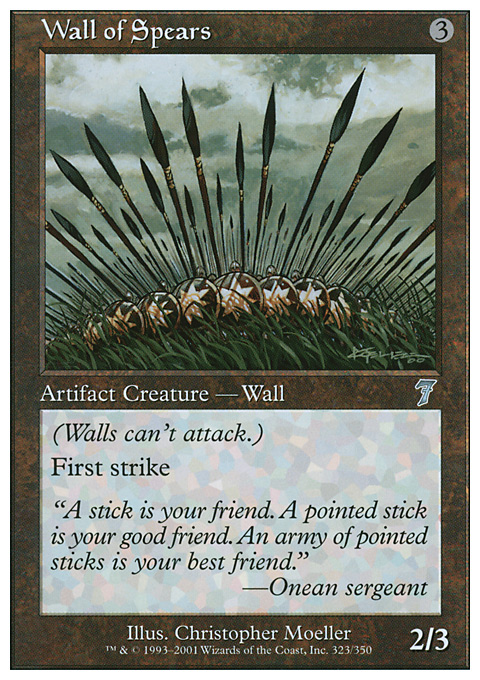 Wall of Spears 3
Artifact Creature — Wall
(Walls can't attack.)
First strike
“A stick is your friend. A pointed stick
is your good friend. An army of pointed
sticks is your best friend.”
—Onean sergeant
Illus. Christopher Moeller
2/3
™ & © 1993–2001 Wizards of the Coast, Inc. 323/350